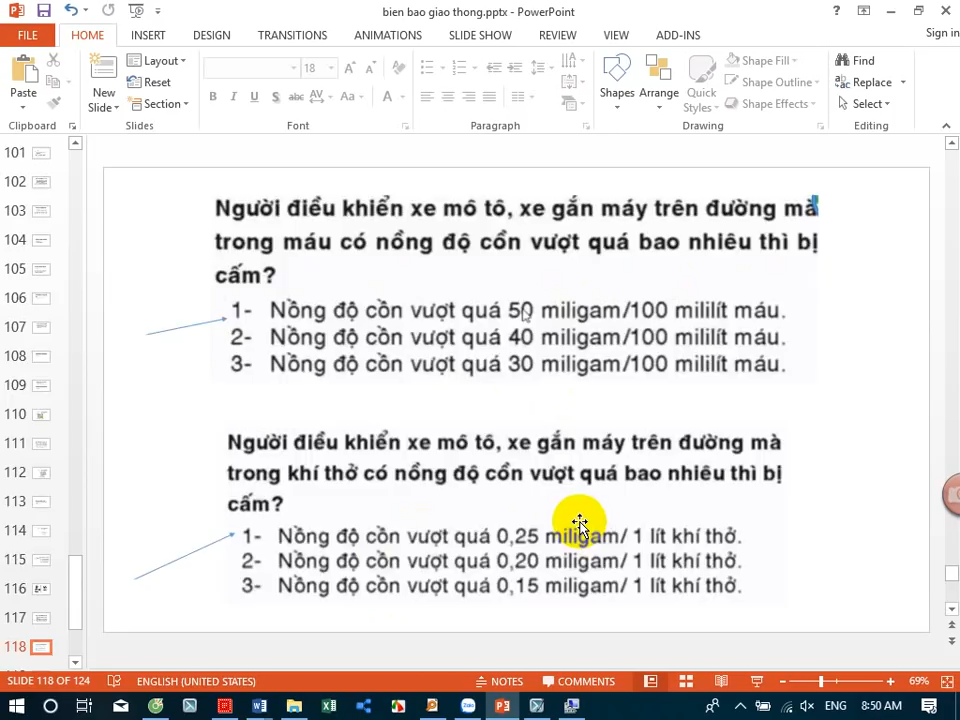 bien bao giao thong.pptx - PowerPoint
Sign in
FILE HOME INSERT DESIGN TRANSITIONS ANIMATIONS SLIDE SHOW REVIEW VIEW ADD-INS
Paste
New Slide
Layout
Reset
Section
18
B I U S abc AV Aa A
Shapes Arrange Quick Styles
Shape Fill
Shape Outline
Shape Effects
Find
Replace
Select
Clipboard Slides Font Paragraph Drawing Editing
101
102
103
104
105
106
107
108
109
110
111
112
113
114
115
116
117
118
Người điều khiển xe mô tô, xe gắn máy trên đường mà
trong máu có nồng độ cồn vượt quá bao nhiêu thì bị
cấm?
1- Nồng độ cồn vượt quá 50 miligam/100 mililít máu.
2- Nồng độ cồn vượt quá 40 miligam/100 mililít máu.
3- Nồng độ cồn vượt quá 30 miligam/100 mililít máu.
Người điều khiển xe mô tô, xe gắn máy trên đường mà
trong khí thở có nồng độ cồn vượt quá bao nhiêu thì bị
cấm?
1- Nồng độ cồn vượt quá 0,25 miligam/ 1 lít khí thở.
2- Nồng độ cồn vượt quá 0,20 miligam/ 1 lít khí thở.
3- Nồng độ cồn vượt quá 0,15 miligam/ 1 lít khí thở.
SLIDE 118 OF 124 ENGLISH (UNITED STATES) NOTES COMMENTS 69%
Zalo ENG 8:50 AM